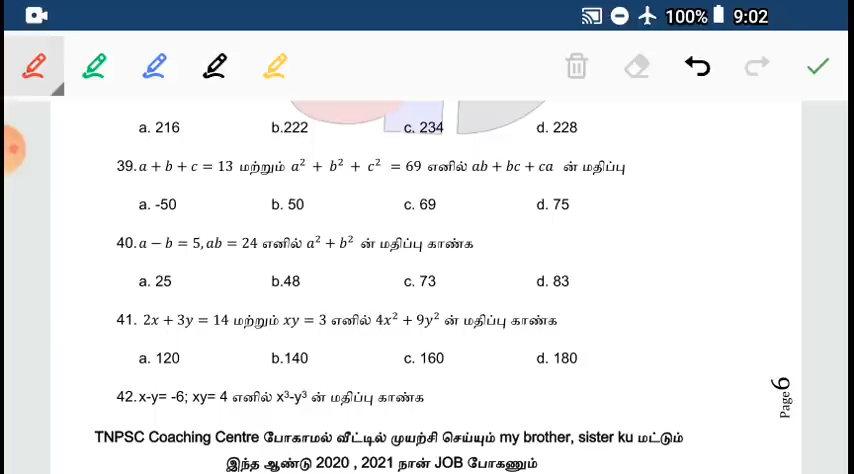 100% 9:02
a. 216 b.222 c. 234 d. 228
39. a + b + c = 13 மற்றும் a² + b² + c² = 69 எனில் ab + bc + ca ன் மதிப்பு
a. -50 b. 50 c. 69 d. 75
40. a − b = 5, ab = 24 எனில் a² + b² ன் மதிப்பு காண்க
a. 25 b.48 c. 73 d. 83
41. 2x + 3y = 14 மற்றும் xy = 3 எனில் 4x² + 9y² ன் மதிப்பு காண்க
a. 120 b.140 c. 160 d. 180
42. x-y= -6; xy= 4 எனில் x³-y³ ன் மதிப்பு காண்க
Page 6
TNPSC Coaching Centre போகாமல் வீட்டில் முயற்சி செய்யும் my brother, sister ku மட்டும்
இந்த ஆண்டு 2020 , 2021 நான் JOB போகணும்